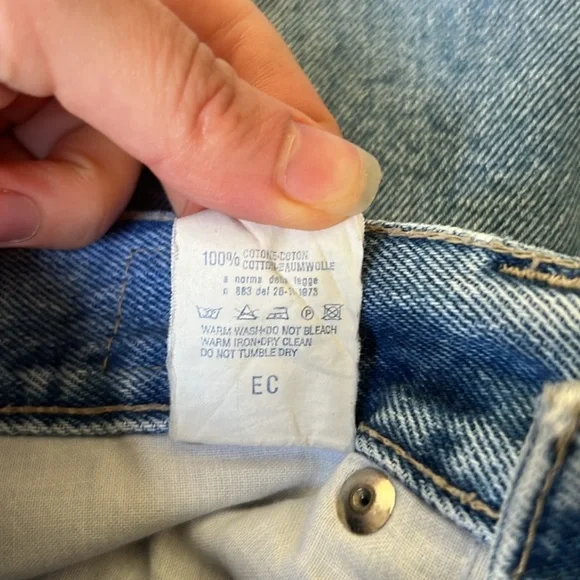 100% COTONE-COTON
COTTON-BAUMWOLLE
a norma della legge
n 883 del 26-11-1973
WARM WASH•DO NOT BLEACH
WARM IRON•DRY CLEAN
DO NOT TUMBLE DRY
EC